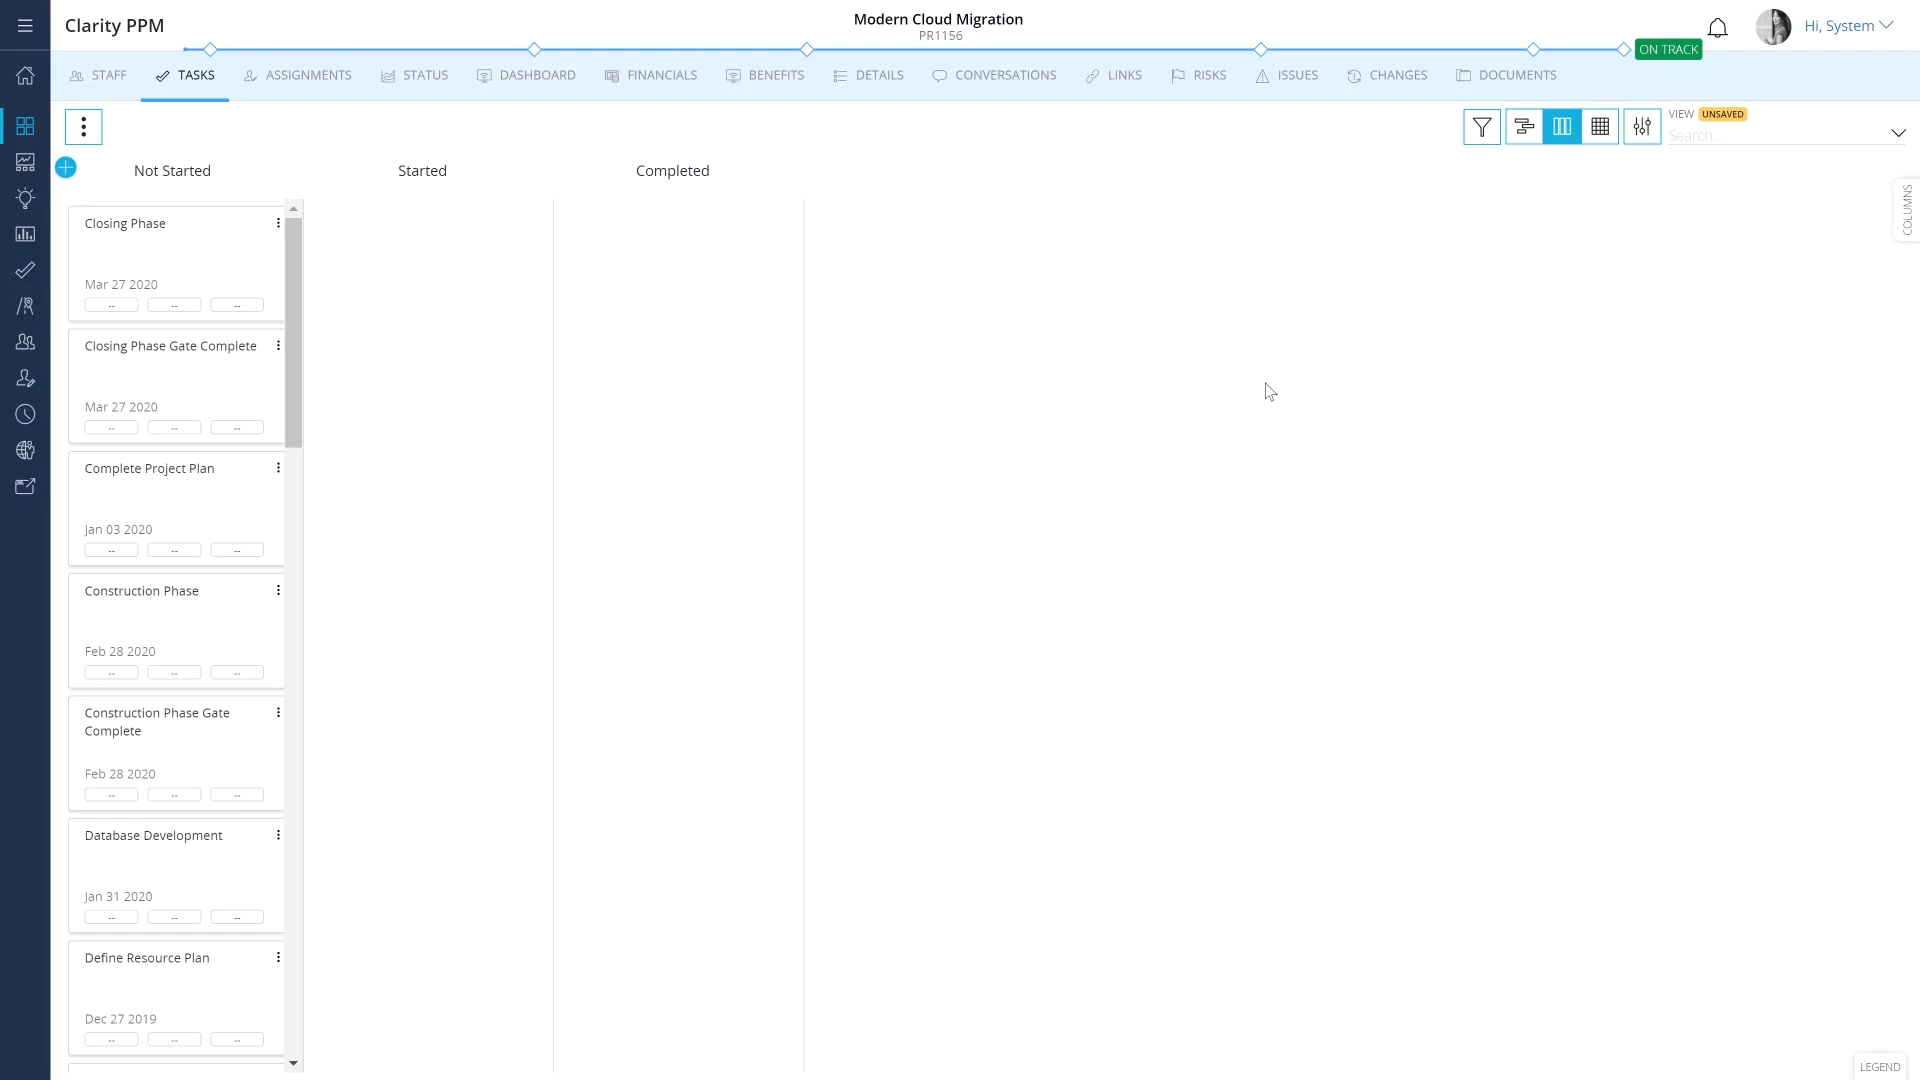 Clarity PPM
Modern Cloud Migration
PR1156
Hi, System
ON TRACK
STAFF
TASKS
ASSIGNMENTS
STATUS
DASHBOARD
FINANCIALS
BENEFITS
DETAILS
CONVERSATIONS
LINKS
RISKS
ISSUES
CHANGES
DOCUMENTS
VIEW UNSAVED
Search...
Not Started
Started
Completed
COLUMNS
Closing Phase
Mar 27 2020
-- -- --
Closing Phase Gate Complete
Mar 27 2020
-- -- --
Complete Project Plan
Jan 03 2020
-- -- --
Construction Phase
Feb 28 2020
-- -- --
Construction Phase Gate
Complete
Feb 28 2020
-- -- --
Database Development
Jan 31 2020
-- -- --
Define Resource Plan
Dec 27 2019
-- -- --
LEGEND